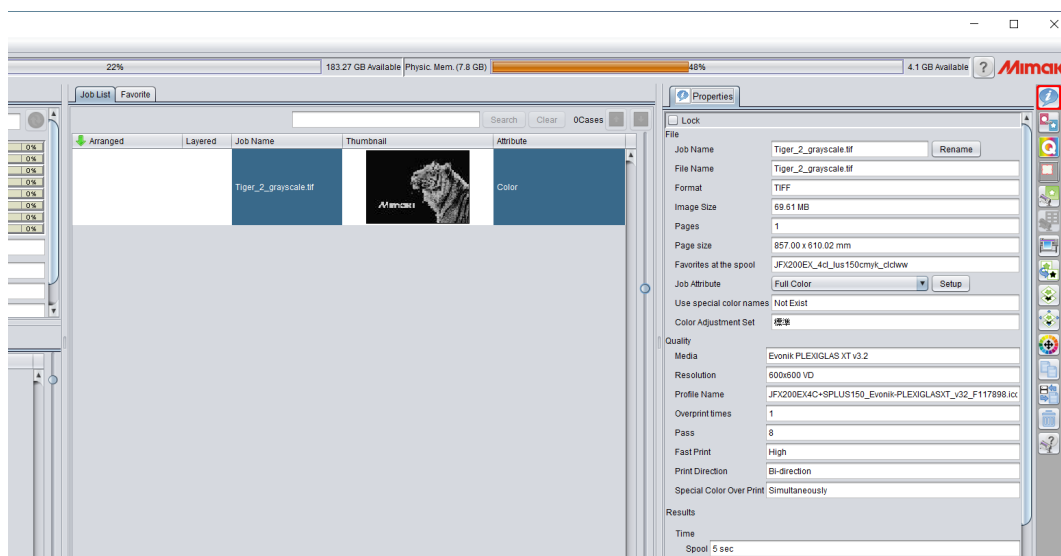 22%
183.27 GB Available
Physic. Mem. (7.8 GB)
48%
4.1 GB Available
?
Mimaki
Job List
Favorite
Search
Clear
0Cases
Arranged
Layered
Job Name
Thumbnail
Attribute
Tiger_2_grayscale.tif
Mimaki
Color
0%
0%
0%
0%
0%
0%
0%
0%
Properties
Lock
File
Job Name Tiger_2_grayscale.tif Rename
File Name Tiger_2_grayscale.tif
Format TIFF
Image Size 69.61 MB
Pages 1
Page size 857.00 x 610.02 mm
Favorites at the spool JFX200EX_4cl_lus150cmyk_clclww
Job Attribute Full Color Setup
Use special color names Not Exist
Color Adjustment Set 標準
Quality
Media Evonik PLEXIGLAS XT v3.2
Resolution 600x600 VD
Profile Name JFX200EX4C+SPLUS150_Evonik-PLEXIGLASXT_v32_F117898.icc
Overprint times 1
Pass 8
Fast Print High
Print Direction Bi-direction
Special Color Over Print Simultaneously
Results
Time
Spool 5 sec